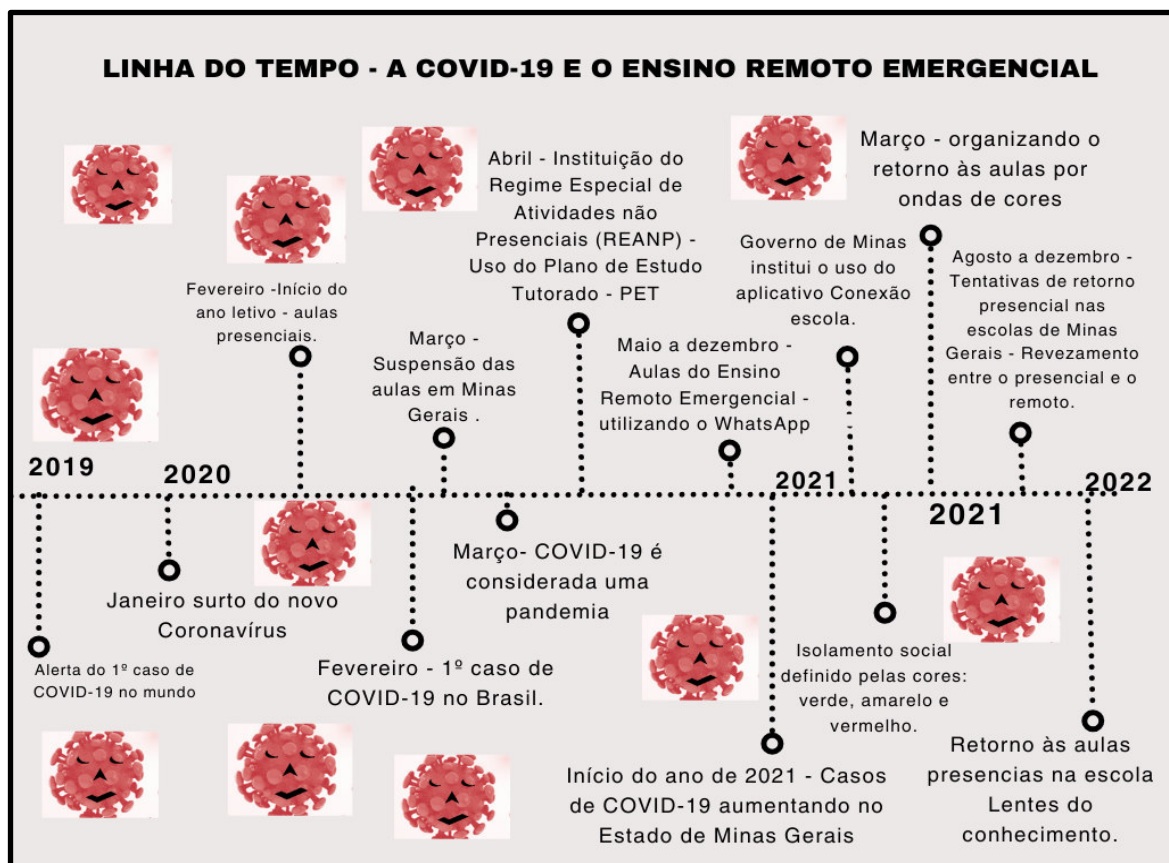 LINHA DO TEMPO - A COVID-19 E O ENSINO REMOTO EMERGENCIAL
Fevereiro -Início do
ano letivo - aulas
presenciais.
Março -
Suspensão das
aulas em Minas
Gerais .
Abril - Instituição do
Regime Especial de
Atividades não
Presenciais (REANP) -
Uso do Plano de Estudo
Tutorado - PET
Maio a dezembro -
Aulas do Ensino
Remoto Emergencial -
utilizando o WhatsApp
Governo de Minas
institui o uso do
aplicativo Conexão
escola.
Março - organizando o
retorno às aulas por
ondas de cores
Agosto a dezembro -
Tentativas de retorno
presencial nas
escolas de Minas
Gerais - Revezamento
entre o presencial e o
remoto.
2019
2020
2021
2021
2022
Alerta do 1º caso de
COVID-19 no mundo
Janeiro surto do novo
Coronavírus
Fevereiro - 1º caso de
COVID-19 no Brasil.
Março- COVID-19 é
considerada uma
pandemia
Início do ano de 2021 - Casos
de COVID-19 aumentando no
Estado de Minas Gerais
Isolamento social
definido pelas cores:
verde, amarelo e
vermelho.
Retorno às aulas
presencias na escola
Lentes do
conhecimento.